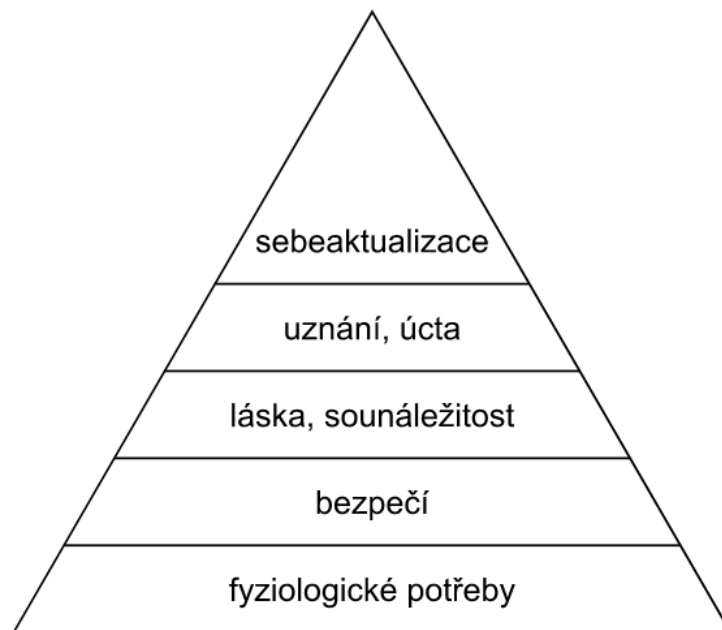 sebeaktualizace
uznání, úcta
láska, sounáležitost
bezpečí
fyziologické potřeby